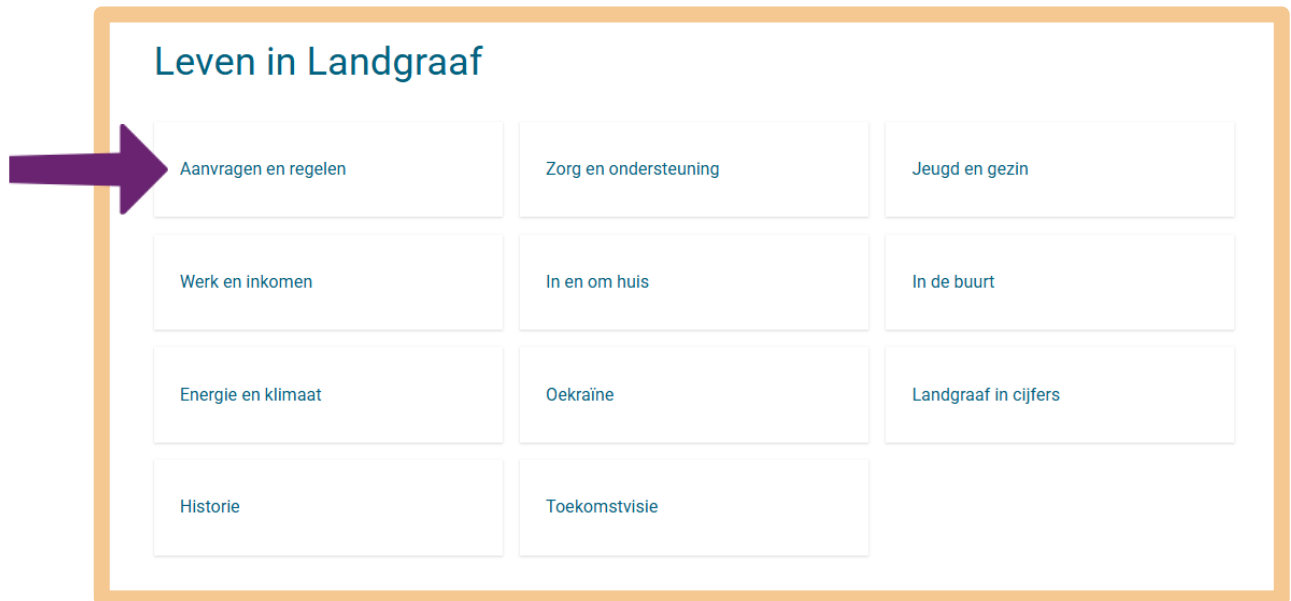 Leven in Landgraaf
Aanvragen en regelen
Zorg en ondersteuning
Jeugd en gezin
Werk en inkomen
In en om huis
In de buurt
Energie en klimaat
Oekraïne
Landgraaf in cijfers
Historie
Toekomstvisie